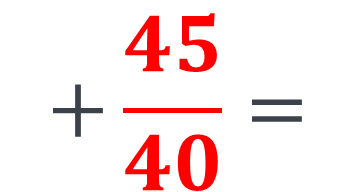 + 45/40 =